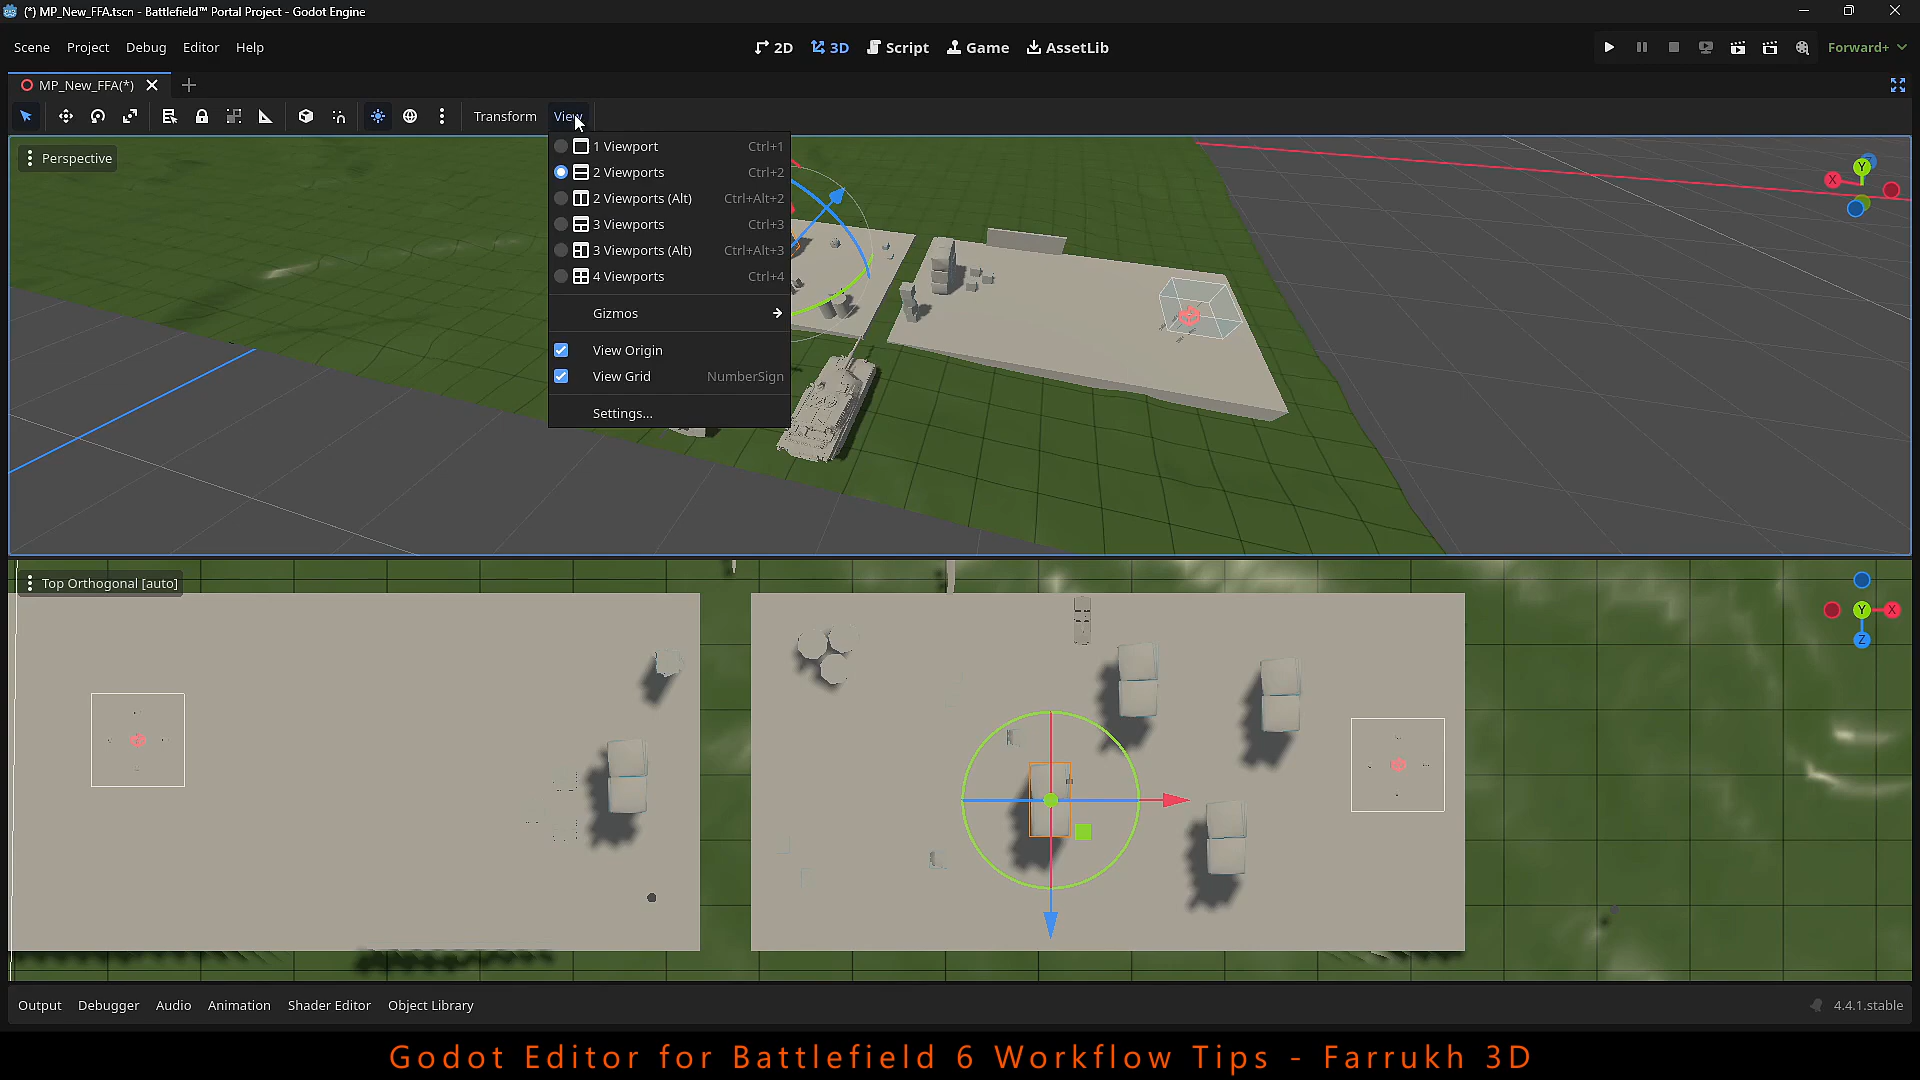 (*) MP_New_FFA.tscn - Battlefield™ Portal Project - Godot Engine
Scene Project Debug Editor Help
2D 3D Script Game AssetLib
Forward+
MP_New_FFA(*)
Transform View
Perspective
1 Viewport Ctrl+1
2 Viewports Ctrl+2
2 Viewports (Alt) Ctrl+Alt+2
3 Viewports Ctrl+3
3 Viewports (Alt) Ctrl+Alt+3
4 Viewports Ctrl+4
Gizmos
View Origin
View Grid NumberSign
Settings...
Y
X
Top Orthogonal [auto]
Y X
Z
Output Debugger Audio Animation Shader Editor Object Library
4.4.1.stable
Godot Editor for Battlefield 6 Workflow Tips - Farrukh 3D